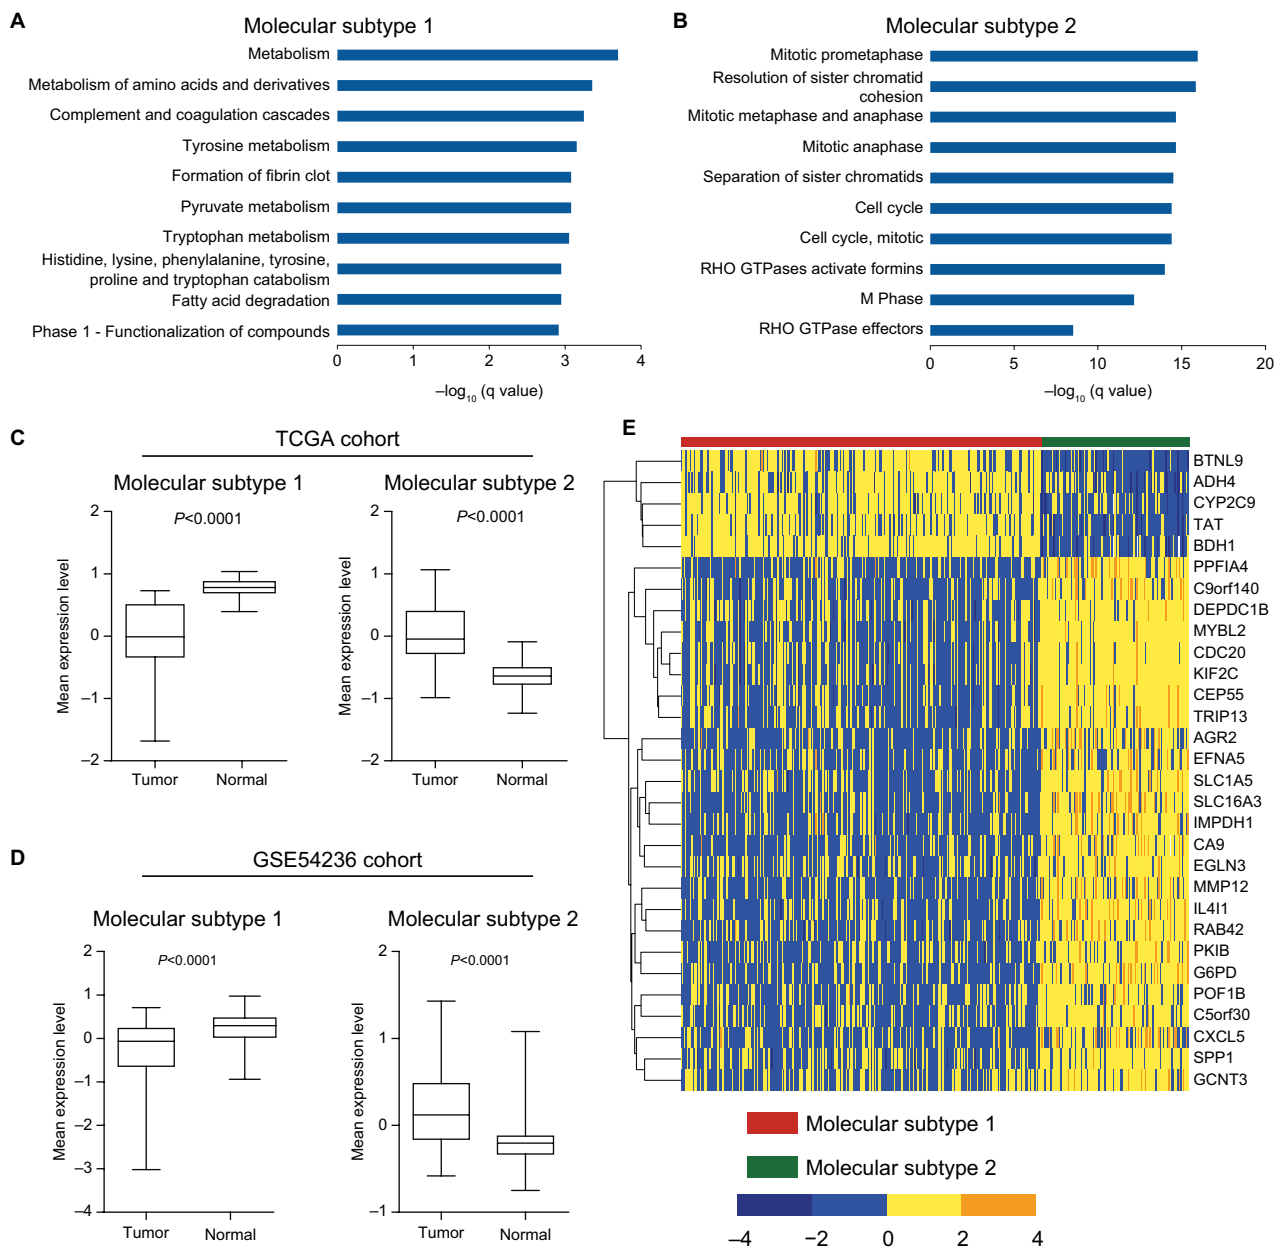 A
Molecular subtype 1
Metabolism
Metabolism of amino acids and derivatives
Complement and coagulation cascades
Tyrosine metabolism
Formation of fibrin clot
Pyruvate metabolism
Tryptophan metabolism
Histidine, lysine, phenylalanine, tyrosine,
proline and tryptophan catabolism
Fatty acid degradation
Phase 1 - Functionalization of compounds
0 1 2 3 4
–log10 (q value)
B
Molecular subtype 2
Mitotic prometaphase
Resolution of sister chromatid
cohesion
Mitotic metaphase and anaphase
Mitotic anaphase
Separation of sister chromatids
Cell cycle
Cell cycle, mitotic
RHO GTPases activate formins
M Phase
RHO GTPase effectors
0 5 10 15 20
–log10 (q value)
C
TCGA cohort
Molecular subtype 1
P<0.0001
Mean expression level
2
1
0
–1
–2
Tumor Normal
Molecular subtype 2
P<0.0001
Mean expression level
2
1
0
–1
–2
Tumor Normal
D
GSE54236 cohort
Molecular subtype 1
P<0.0001
Mean expression level
2
1
0
–1
–2
–3
–4
Tumor Normal
Molecular subtype 2
P<0.0001
Mean expression level
2
1
0
–1
Tumor Normal
E
BTNL9
ADH4
CYP2C9
TAT
BDH1
PPFIA4
C9orf140
DEPDC1B
MYBL2
CDC20
KIF2C
CEP55
TRIP13
AGR2
EFNA5
SLC1A5
SLC16A3
IMPDH1
CA9
EGLN3
MMP12
IL4I1
RAB42
PKIB
G6PD
POF1B
C5orf30
CXCL5
SPP1
GCNT3
Molecular subtype 1
Molecular subtype 2
–4 –2 0 2 4